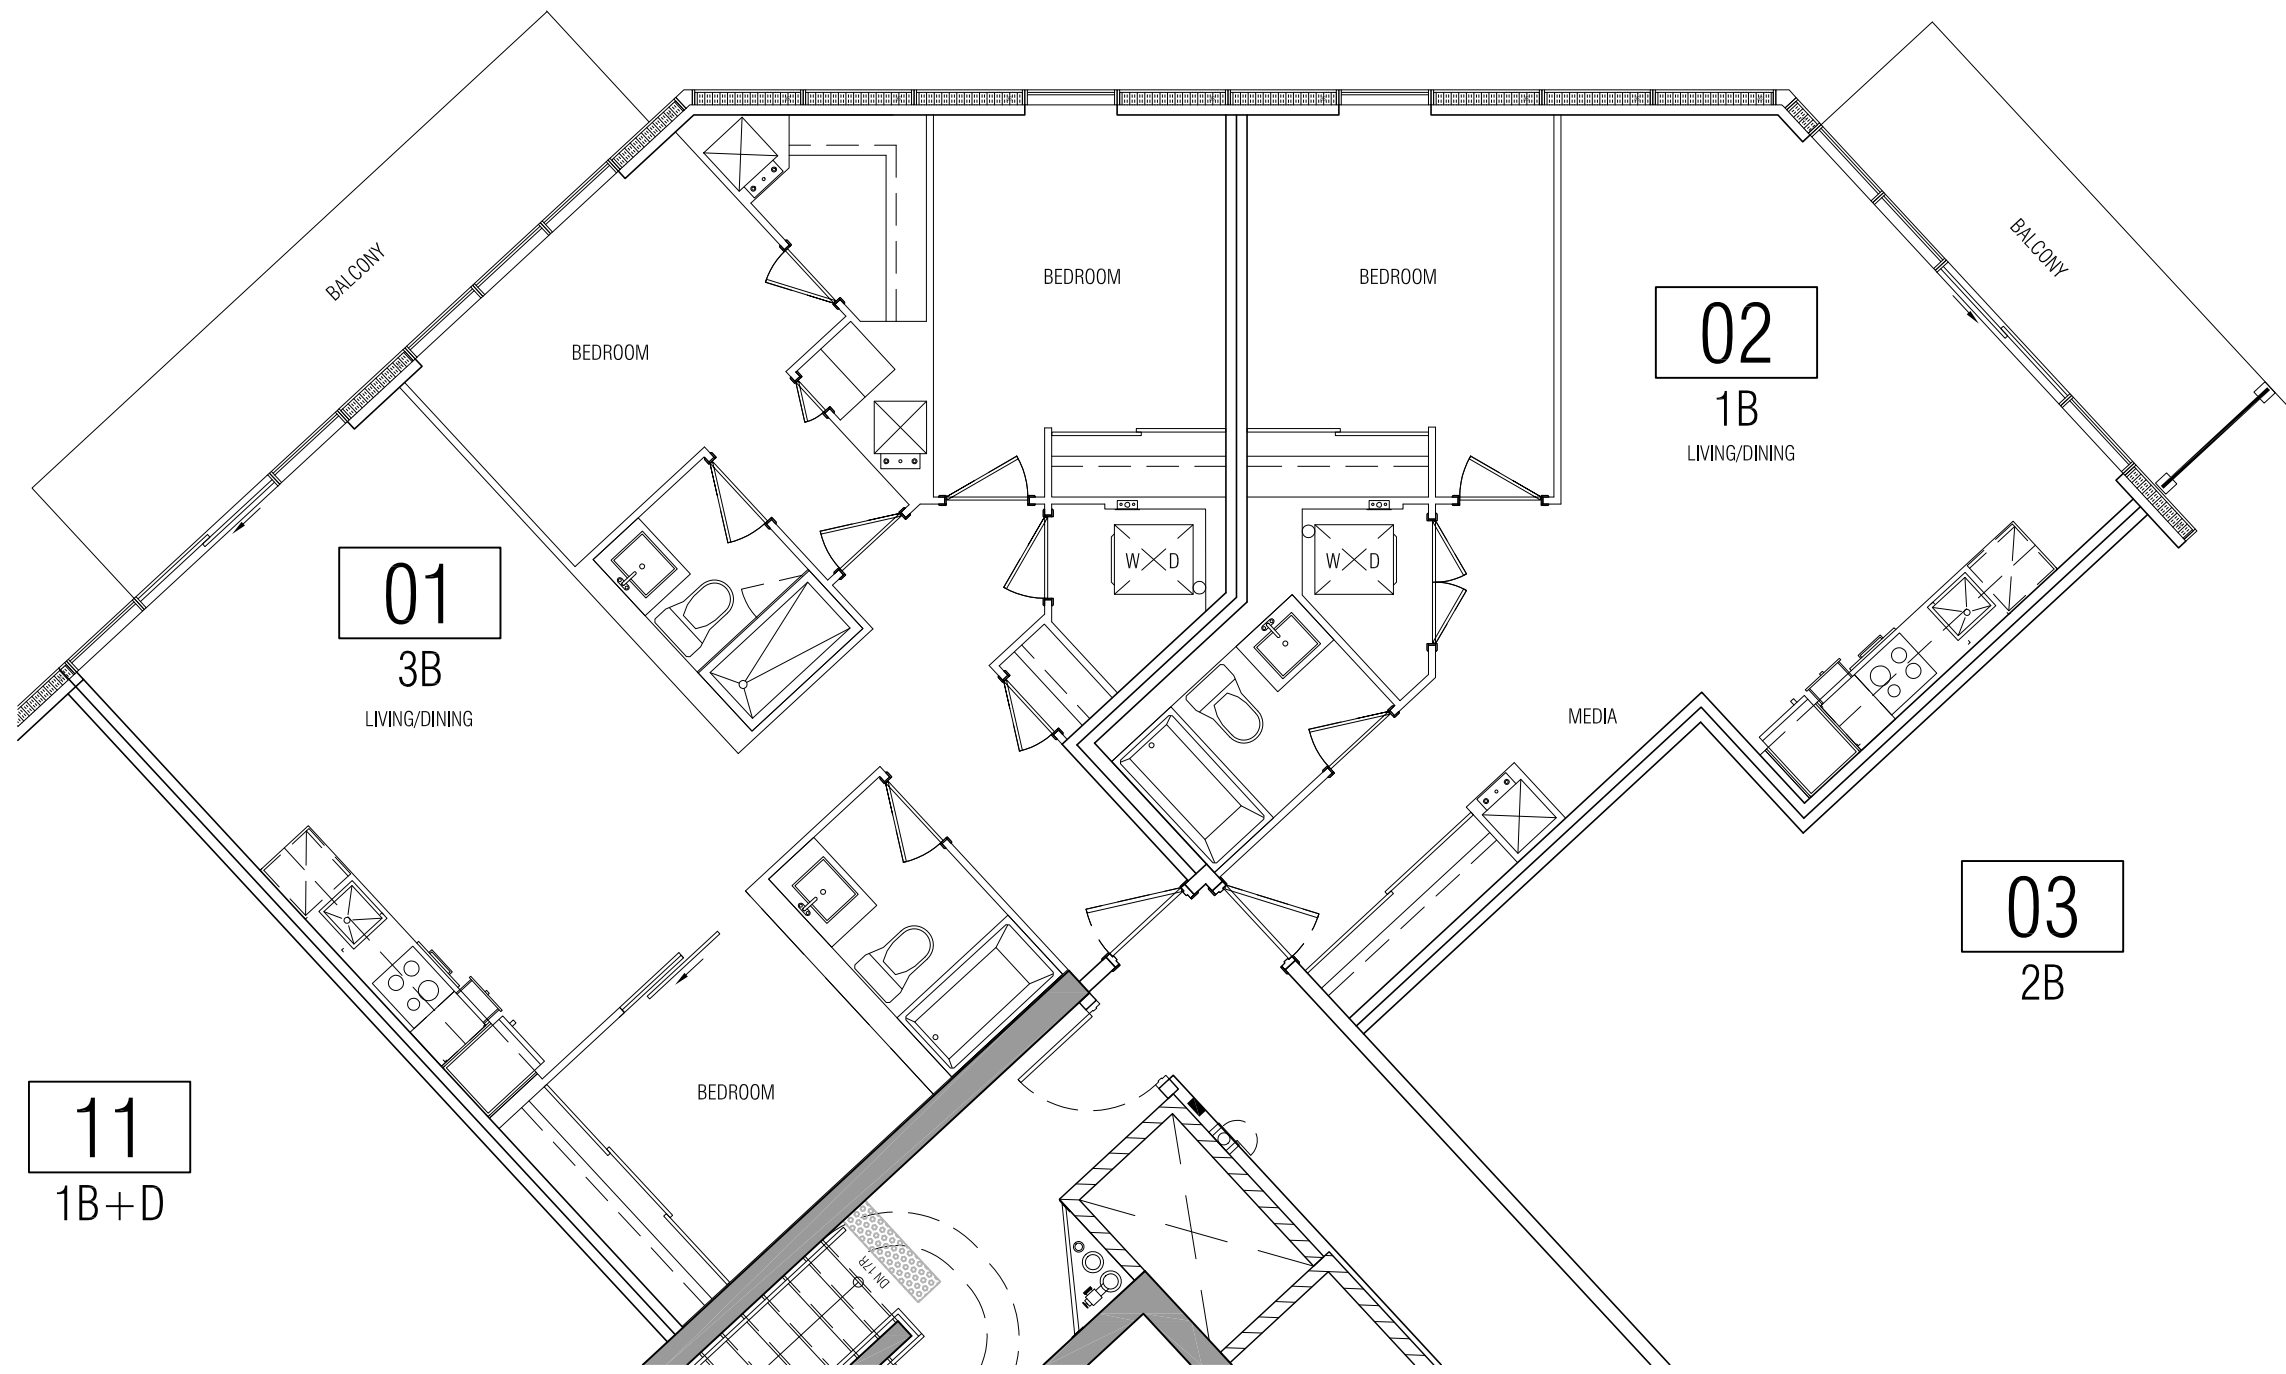 BALCONY
BALCONY
BEDROOM
BEDROOM
BEDROOM
02
1B
LIVING/DINING
W D
W D
01
3B
LIVING/DINING
MEDIA
03
2B
BEDROOM
11
1B+D
DN 17R